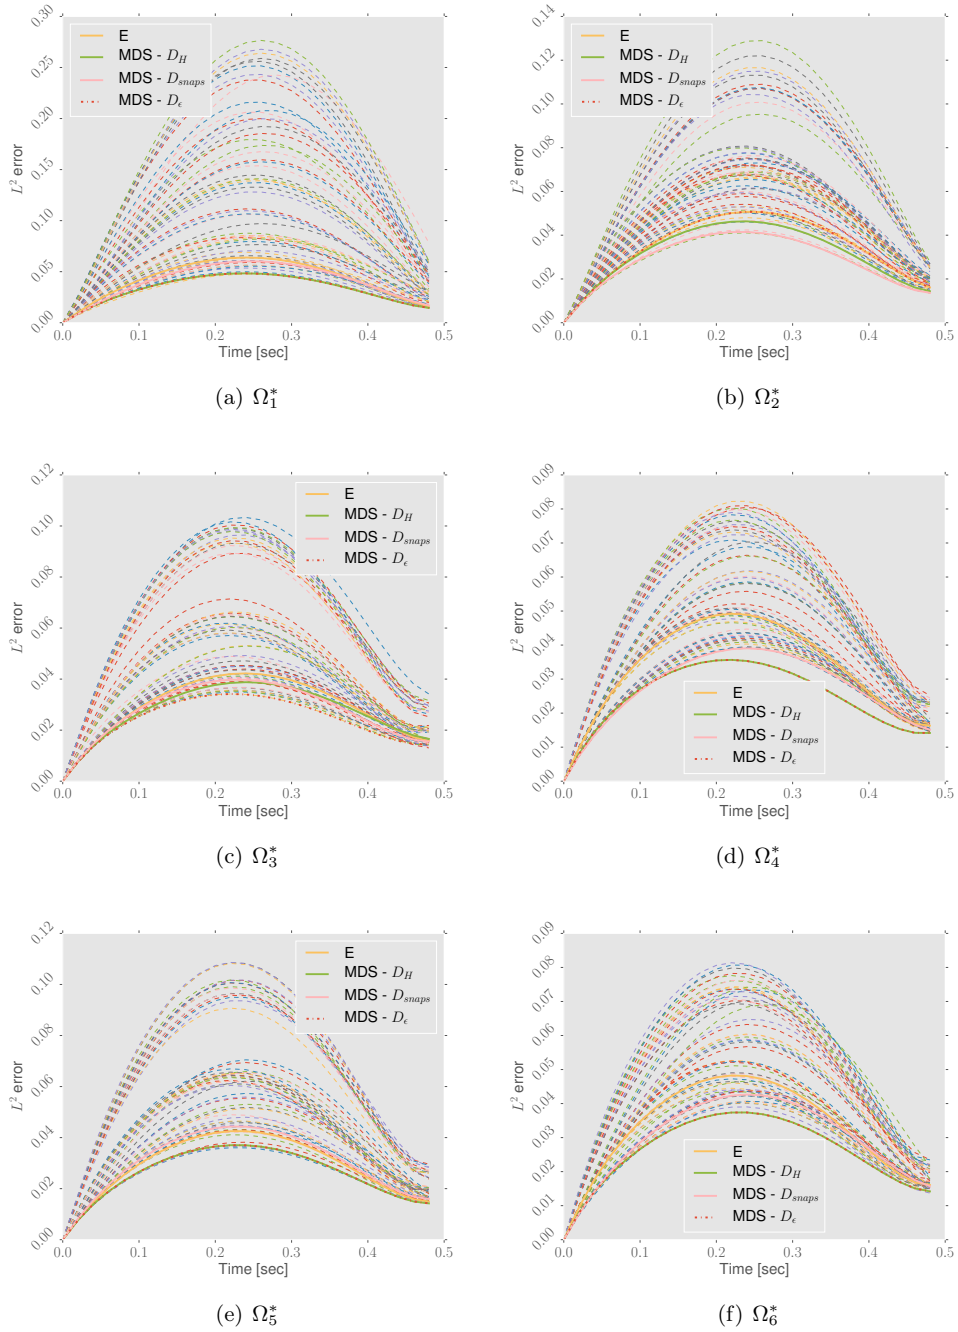 0.30
0.25
0.20
0.15
0.10
0.05
0.00
L² error
E
MDS - D_H
MDS - D_snaps
MDS - D_ϵ
0.0 0.1 0.2 0.3 0.4 0.5
Time [sec]
(a) Ω₁*
0.14
0.12
0.10
0.08
0.06
0.04
0.02
0.00
L² error
E
MDS - D_H
MDS - D_snaps
MDS - D_ϵ
0.0 0.1 0.2 0.3 0.4 0.5
Time [sec]
(b) Ω₂*
0.12
0.10
0.08
0.06
0.04
0.02
0.00
L² error
E
MDS - D_H
MDS - D_snaps
MDS - D_ϵ
0.0 0.1 0.2 0.3 0.4 0.5
Time [sec]
(c) Ω₃*
0.09
0.08
0.07
0.06
0.05
0.04
0.03
0.02
0.01
0.00
L² error
E
MDS - D_H
MDS - D_snaps
MDS - D_ϵ
0.0 0.1 0.2 0.3 0.4 0.5
Time [sec]
(d) Ω₄*
0.12
0.10
0.08
0.06
0.04
0.02
0.00
L² error
E
MDS - D_H
MDS - D_snaps
MDS - D_ϵ
0.0 0.1 0.2 0.3 0.4 0.5
Time [sec]
(e) Ω₅*
0.09
0.08
0.07
0.06
0.05
0.04
0.03
0.02
0.01
0.00
L² error
E
MDS - D_H
MDS - D_snaps
MDS - D_ϵ
0.0 0.1 0.2 0.3 0.4 0.5
Time [sec]
(f) Ω₆*